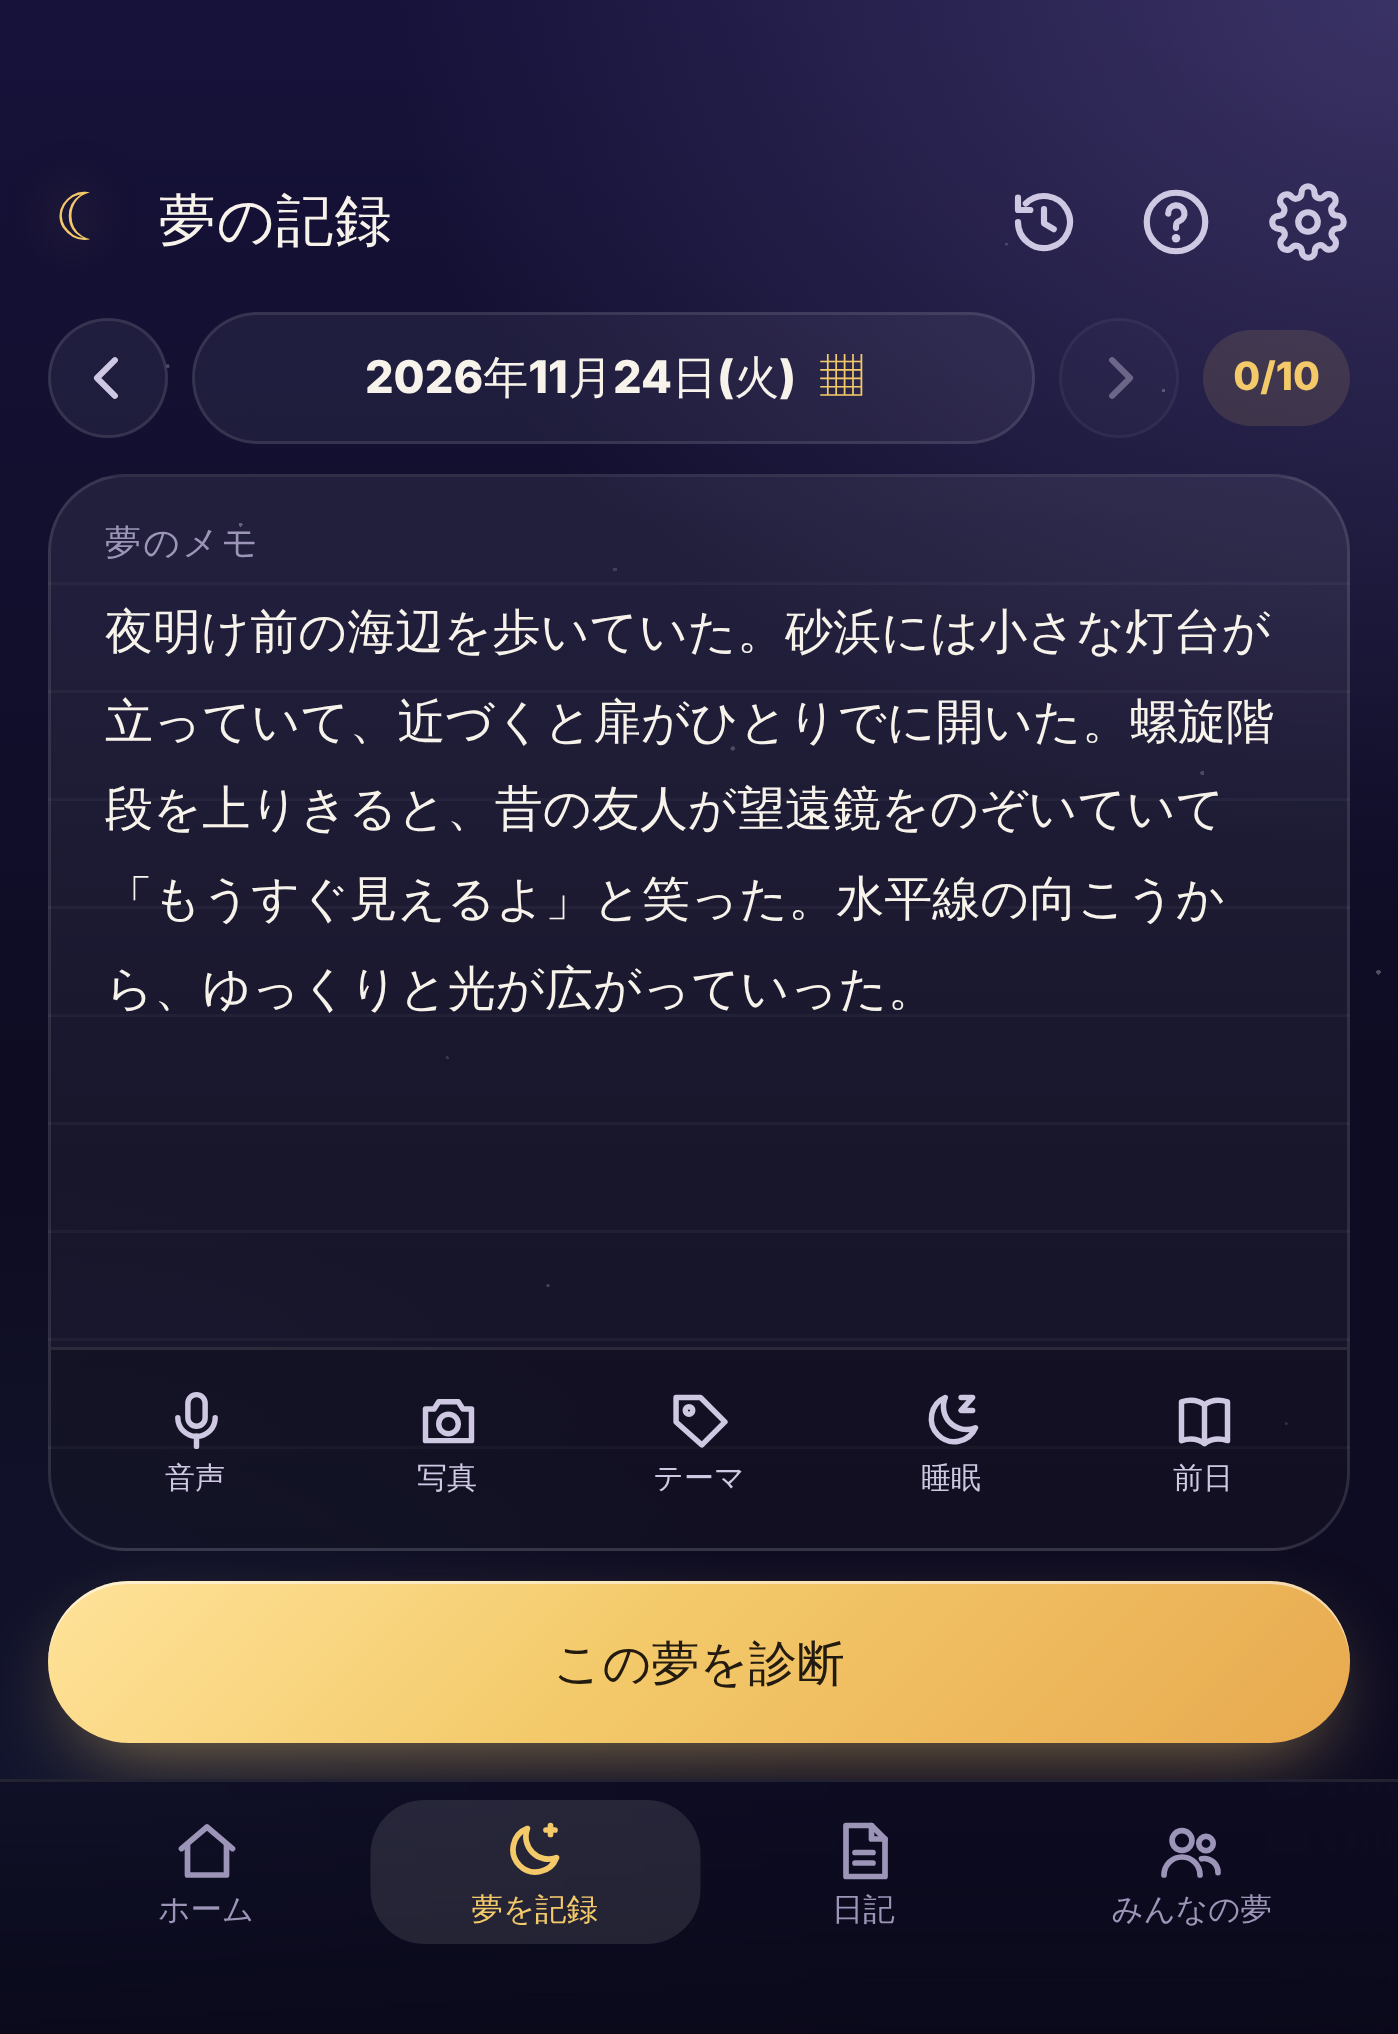 夢の記録
2026年11月24日(火)
0/10
夢のメモ
夜明け前の海辺を歩いていた。砂浜には小さな灯台が
立っていて、近づくと扉がひとりでに開いた。螺旋階
段を上りきると、昔の友人が望遠鏡をのぞいていて
「もうすぐ見えるよ」と笑った。水平線の向こうか
ら、ゆっくりと光が広がっていった。
音声
写真
テーマ
睡眠
前日
この夢を診断
ホーム
夢を記録
日記
みんなの夢